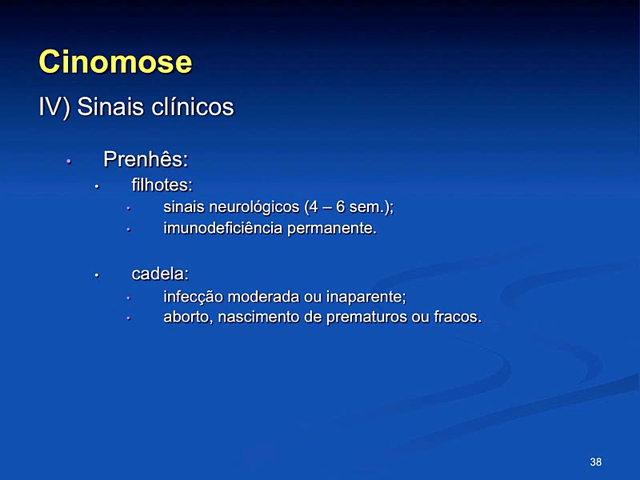 Cinomose
IV) Sinais clínicos
• Prenhês:
• filhotes:
• sinais neurológicos (4 – 6 sem.);
• imunodeficiência permanente.
• cadela:
• infecção moderada ou inaparente;
• aborto, nascimento de prematuros ou fracos.
38